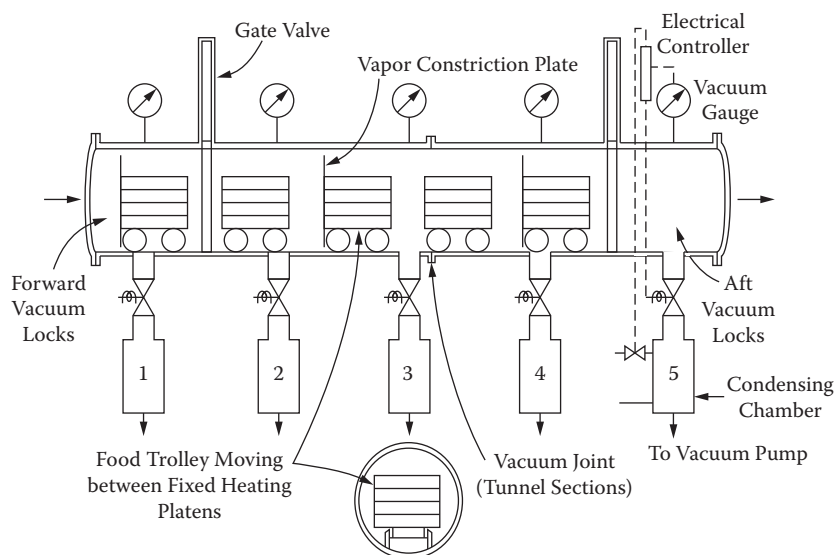 Gate Valve
Vapor Constriction Plate
Electrical
Controller
Vacuum
Gauge
Forward
Vacuum
Locks
Aft
Vacuum
Locks
1
2
3
4
5
Condensing
Chamber
To Vacuum Pump
Food Trolley Moving
between Fixed Heating
Platens
Vacuum Joint
(Tunnel Sections)